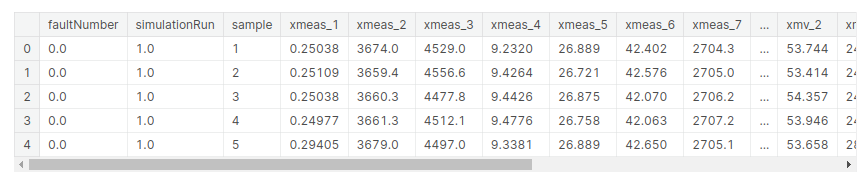 faultNumber simulationRun sample xmeas_1 xmeas_2 xmeas_3 xmeas_4 xmeas_5 xmeas_6 xmeas_7 ... xmv_2 x
0 0.0 1.0 1 0.25038 3674.0 4529.0 9.2320 26.889 42.402 2704.3 ... 53.744 24
1 0.0 1.0 2 0.25109 3659.4 4556.6 9.4264 26.721 42.576 2705.0 ... 53.414 24
2 0.0 1.0 3 0.25038 3660.3 4477.8 9.4426 26.875 42.070 2706.2 ... 54.357 24
3 0.0 1.0 4 0.24977 3661.3 4512.1 9.4776 26.758 42.063 2707.2 ... 53.946 24
4 0.0 1.0 5 0.29405 3679.0 4497.0 9.3381 26.889 42.650 2705.1 ... 53.658 28